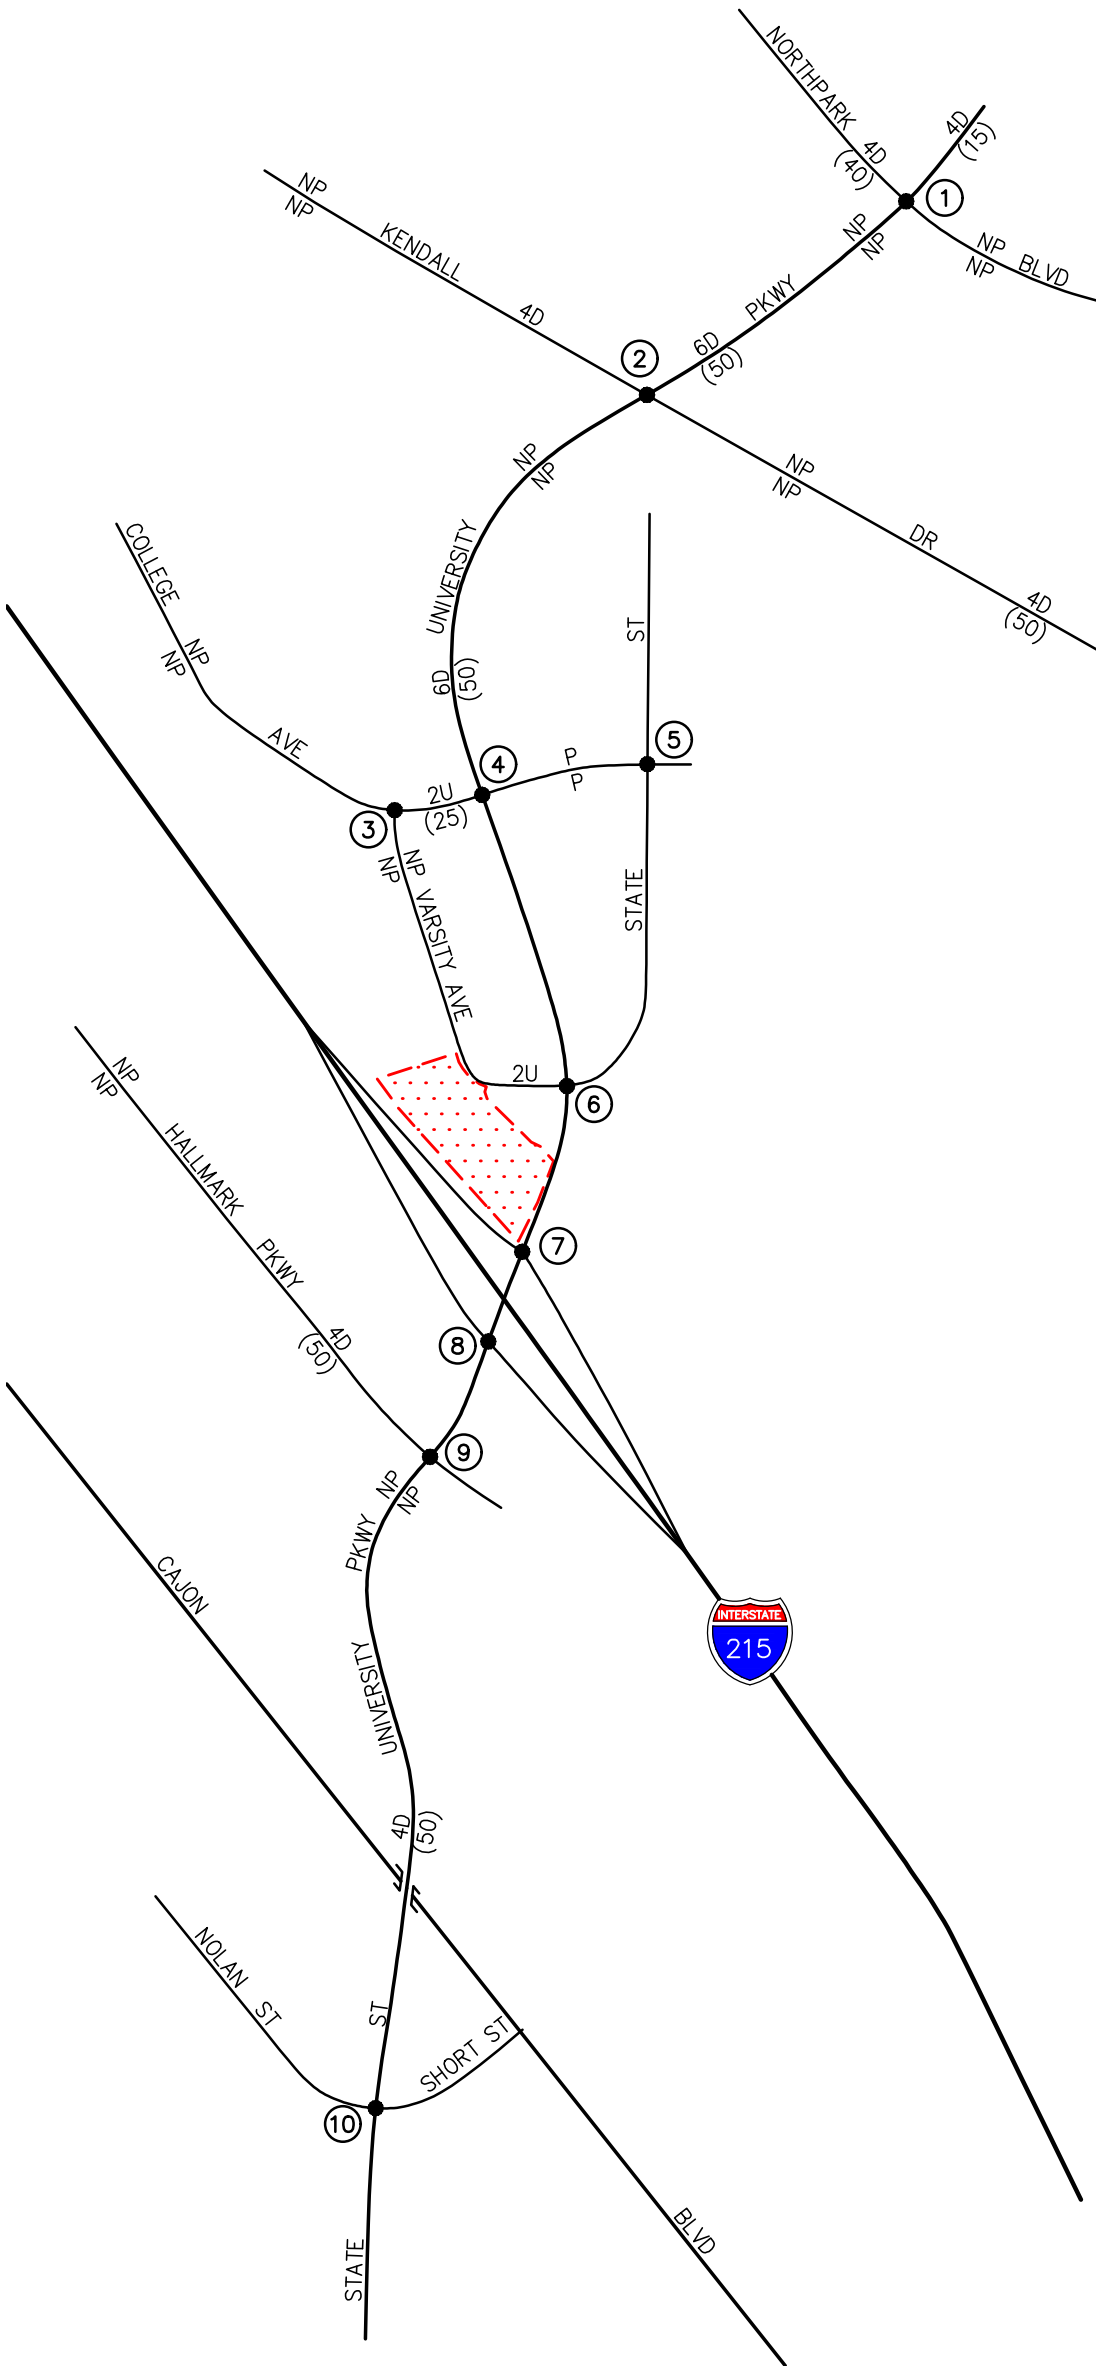 NORTHPARK
4D
(40)
4D
(15)
1
NP
NP
NP
NP
BLVD
NP
NP
KENDALL
4D
PKWY
6D
(50)
2
NP
NP
NP
NP
DR
4D
(50)
COLLEGE
NP
NP
AVE
UNIVERSITY
6D
(50)
ST
5
4
P
P
2U
(25)
3
NP
NP
VARSITY AVE
STATE
2U
6
NP
NP
HALLMARK
PKWY
4D
(50)
7
8
9
NP
NP
PKWY
CAJON
INTERSTATE
215
UNIVERSITY
4D
(50)
NOLAN ST
ST
SHORT ST
10
STATE
BLVD